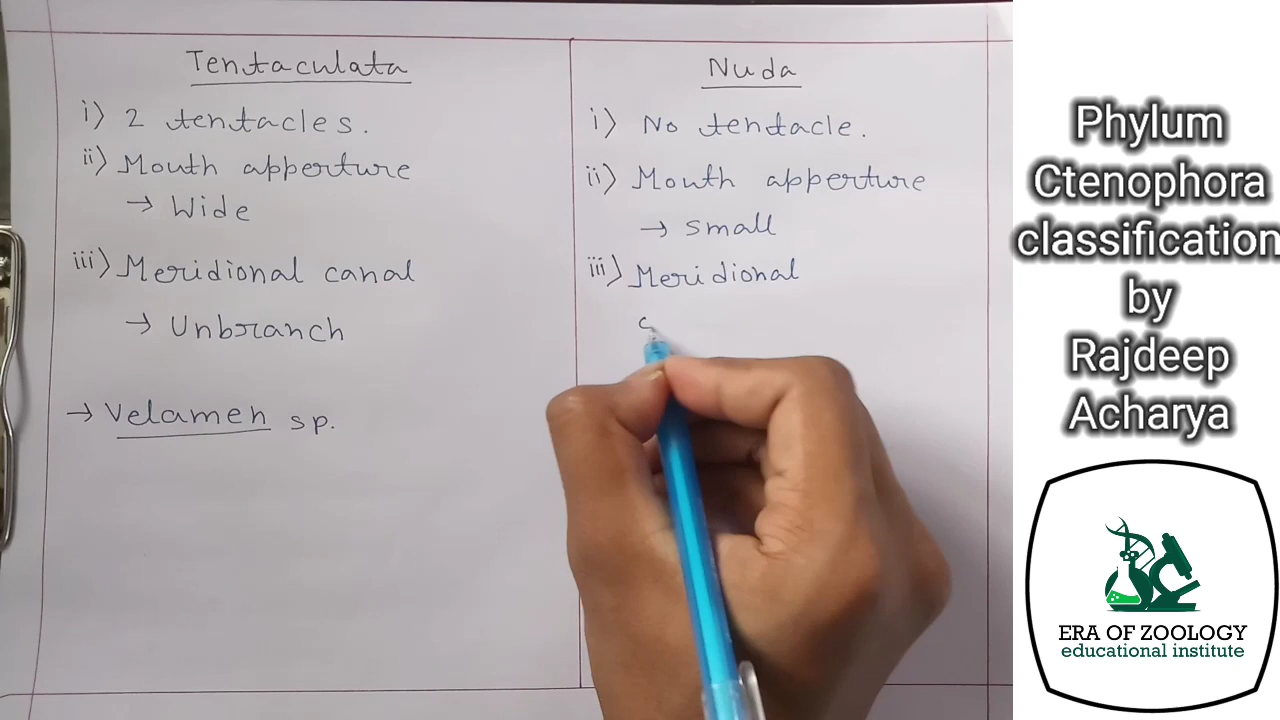 Tentaculata
i) 2 tentacles.
ii) Mouth apperture
→ Wide
iii) Meridional canal
→ Unbranch
→ Velamen sp.
Nuda
i) No tentacle.
ii) Mouth apperture
→ small
iii) Meridional
c
Phylum
Ctenophora
classification
by
Rajdeep
Acharya
ERA OF ZOOLOGY
educational institute